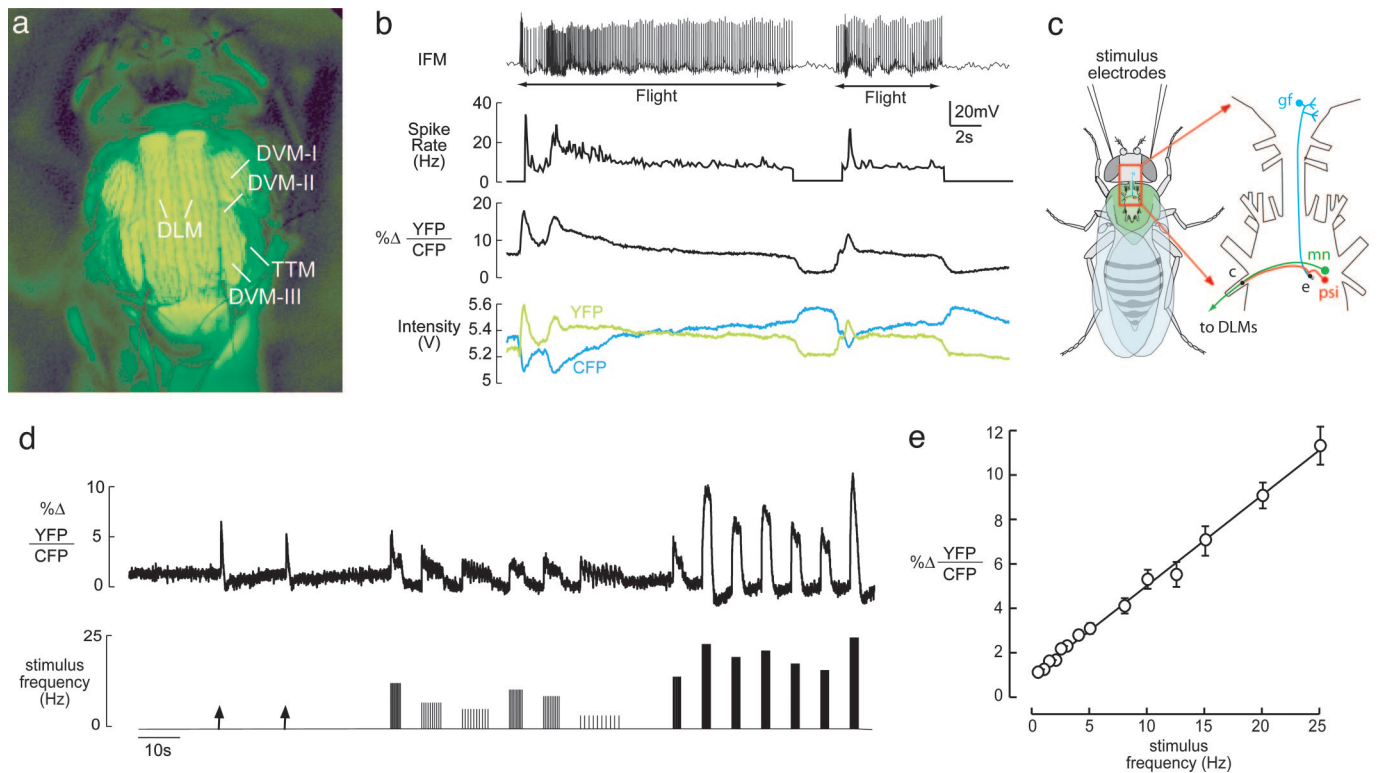 a
DVM-I
DVM-II
DLM
TTM
DVM-III
b
IFM
Flight
Flight
20mV
2s
Spike
Rate
(Hz)
40
20
0
%Δ YFP
CFP
20
10
0
Intensity
(V)
5.6
5.4
5.2
5
YFP
CFP
c
stimulus
electrodes
gf
mn
c
e
psi
to DLMs
d
%Δ
YFP
CFP
10
5
0
stimulus
frequency
(Hz)
25
0
10s
e
%Δ YFP
CFP
12
10
8
6
4
2
0
0 5 10 15 20 25
stimulus
frequency (Hz)